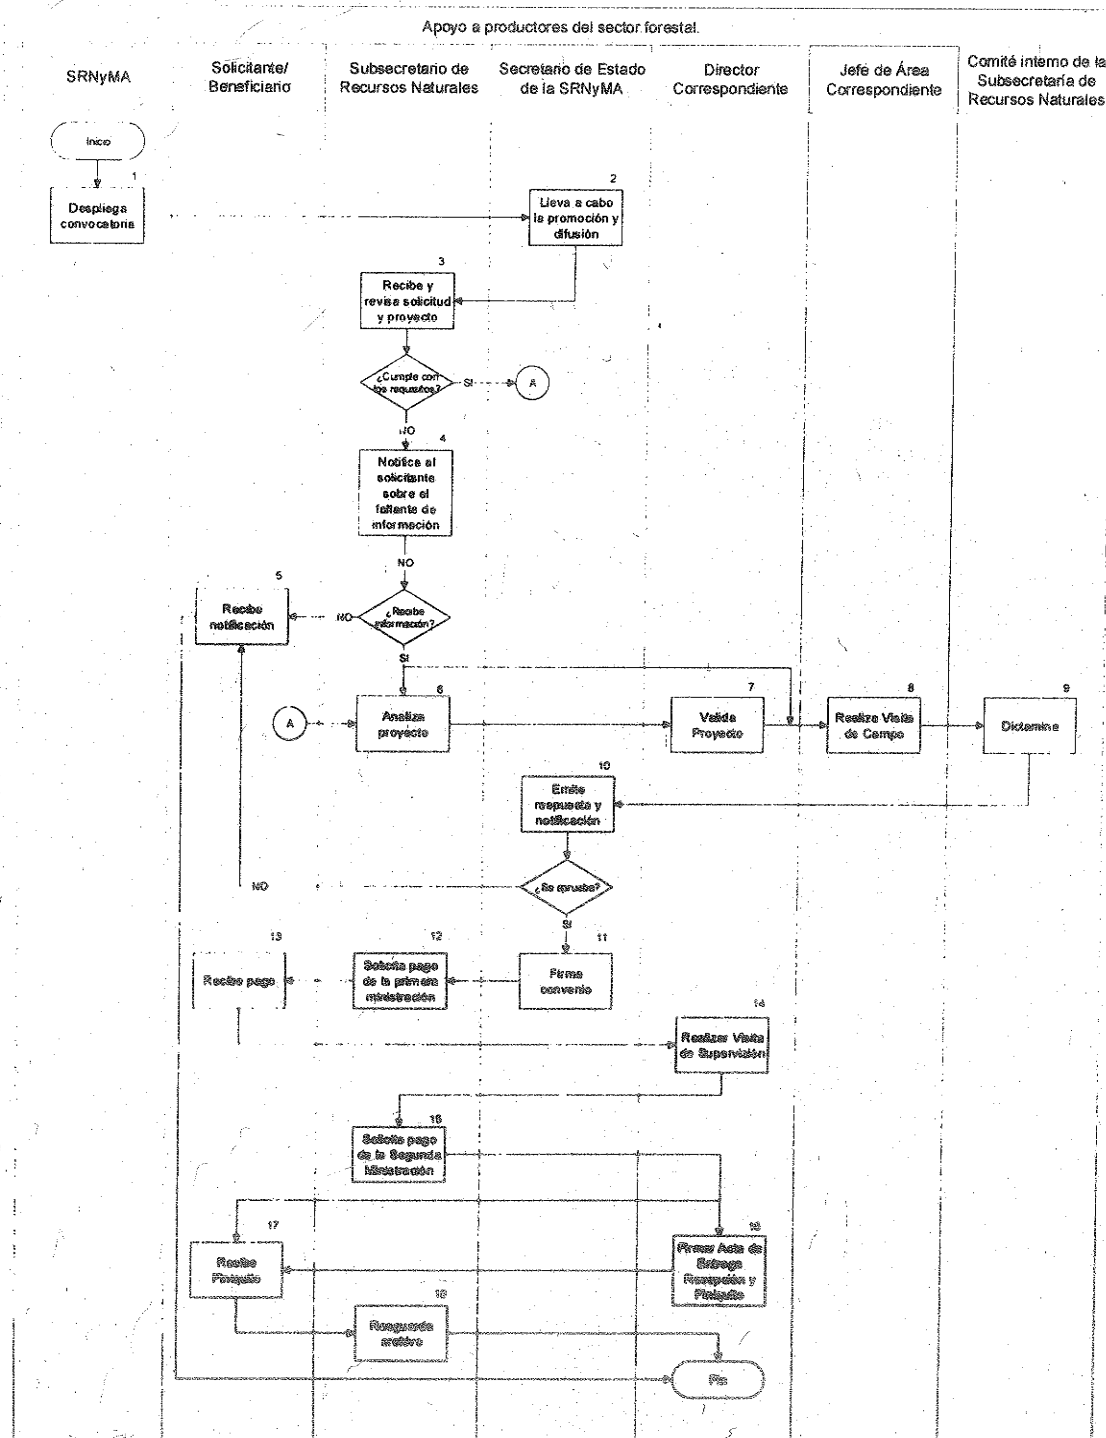 Apoyo a productores del sector forestal.
SRNyMA
Solicitante/
Beneficiario
Subsecretario de
Recursos Naturales
Secretario de Estado
de la SRNyMA
Director
Correspondiente
Jefe de Área
Correspondiente
Comité interno de la
Subsecretaría de
Recursos Naturales
Inicio
1
Despliega
convocatoria
2
Lleva a cabo
la promoción y
difusión
3
Recibe y
revisa solicitud
y proyecto
¿Cumple con
los requisitos?
SI
A
NO
4
Notifica al
solicitante
sobre el
faltante de
información
NO
5
Recibe
notificación
NO
¿Recibe
información?
SI
A
6
Analiza
proyecto
7
Valida
Proyecto
8
Realiza Visita
de Campo
9
Dictamina
10
Emite
respuesta y
notificación
NO
¿Se aprueba?
SI
13
Recibe pago
12
Solicita pago
de la primera
ministración
11
Firma
convenio
14
Realizar Visita
de Supervisión
15
Solicita pago
de la Segunda
Ministración
17
Recibe
Finiquito
16
Firmar Acta de
Entrega
Recepción y
Finiquito
18
Resguarda
archivo
Fin